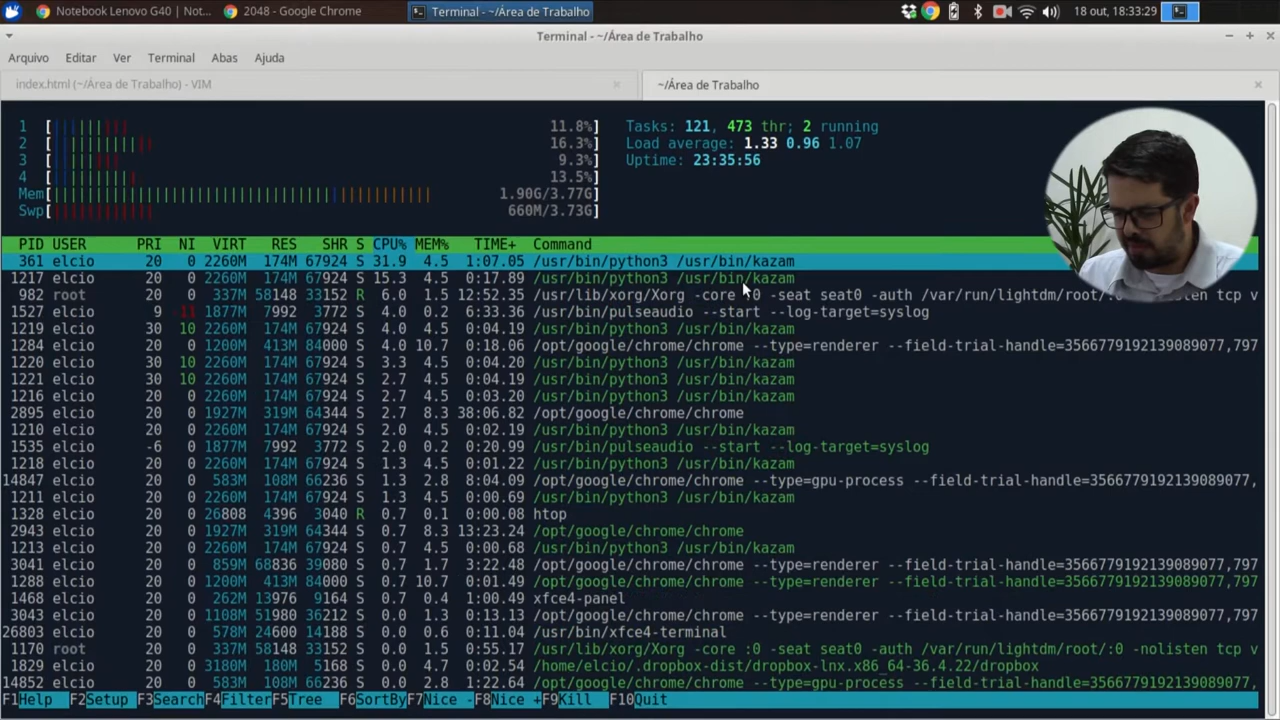 Notebook Lenovo G40 | Not...
2048 - Google Chrome
Terminal - ~/Área de Trabalho
18 out, 18:33:29
Terminal - ~/Área de Trabalho
Arquivo Editar Ver Terminal Abas Ajuda
index.html (~/Área de Trabalho) - VIM
~/Área de Trabalho
1 [ 11.8%] Tasks: 121, 473 thr; 2 running
2 [ 16.3%] Load average: 1.33 0.96 1.07
3 [ 9.3%] Uptime: 23:35:56
4 [ 13.5%]
Mem[ 1.90G/3.77G]
Swp[ 660M/3.73G]
PID USER PRI NI VIRT RES SHR S CPU% MEM% TIME+ Command
361 elcio 20 0 2260M 174M 67924 S 31.9 4.5 1:07.05 /usr/bin/python3 /usr/bin/kazam
1217 elcio 20 0 2260M 174M 67924 S 15.3 4.5 0:17.89 /usr/bin/python3 /usr/bin/kazam
982 root 20 0 337M 58148 33152 R 6.0 1.5 12:52.35 /usr/lib/xorg/Xorg -core :0 -seat seat0 -auth /var/run/lightdm/root/:0 -nolisten tcp v
1527 elcio 9 -11 1877M 7992 3772 S 4.0 0.2 6:33.36 /usr/bin/pulseaudio --start --log-target=syslog
1219 elcio 30 10 2260M 174M 67924 S 4.0 4.5 0:04.19 /usr/bin/python3 /usr/bin/kazam
1284 elcio 20 0 1200M 413M 84000 S 4.0 10.7 0:18.06 /opt/google/chrome/chrome --type=renderer --field-trial-handle=3566779192139089077,797
1220 elcio 30 10 2260M 174M 67924 S 3.3 4.5 0:04.20 /usr/bin/python3 /usr/bin/kazam
1221 elcio 30 10 2260M 174M 67924 S 2.7 4.5 0:04.19 /usr/bin/python3 /usr/bin/kazam
1216 elcio 20 0 2260M 174M 67924 S 2.7 4.5 0:03.20 /usr/bin/python3 /usr/bin/kazam
2895 elcio 20 0 1927M 319M 64344 S 2.7 8.3 38:06.82 /opt/google/chrome/chrome
1210 elcio 20 0 2260M 174M 67924 S 2.0 4.5 0:02.94 /usr/bin/python3 /usr/bin/kazam
1535 elcio -6 0 1877M 7992 3772 S 2.0 0.2 0:20.99 /usr/bin/pulseaudio --start --log-target=syslog
1218 elcio 20 0 2260M 174M 67924 S 1.3 4.5 0:01.22 /usr/bin/python3 /usr/bin/kazam
14847 elcio 20 0 583M 108M 66236 S 1.3 2.8 8:04.09 /opt/google/chrome/chrome --type=gpu-process --field-trial-handle=3566779192139089077,
1211 elcio 20 0 2260M 174M 67924 S 1.3 4.5 0:00.69 /usr/bin/python3 /usr/bin/kazam
1328 elcio 20 0 26808 4396 3040 R 0.7 0.1 0:00.08 htop
2943 elcio 20 0 1927M 319M 64344 S 0.7 8.3 13:23.24 /opt/google/chrome/chrome
1213 elcio 20 0 2260M 174M 67924 S 0.7 4.5 0:00.68 /usr/bin/python3 /usr/bin/kazam
3041 elcio 20 0 859M 68836 39080 S 0.7 1.7 3:22.48 /opt/google/chrome/chrome --type=renderer --field-trial-handle=3566779192139089077,797
1288 elcio 20 0 1200M 413M 84000 S 0.7 10.7 0:01.49 /opt/google/chrome/chrome --type=renderer --field-trial-handle=3566779192139089077,797
1468 elcio 20 0 262M 13976 9164 S 0.7 0.4 1:00.49 xfce4-panel
3043 elcio 20 0 1108M 51980 36212 S 0.0 1.3 0:13.13 /opt/google/chrome/chrome --type=renderer --field-trial-handle=3566779192139089077,797
26803 elcio 20 0 578M 24600 14188 S 0.0 0.6 0:11.04 /usr/bin/xfce4-terminal
1170 root 20 0 337M 58148 33152 S 0.0 1.5 0:55.17 /usr/lib/xorg/Xorg -core :0 -seat seat0 -auth /var/run/lightdm/root/:0 -nolisten tcp v
1829 elcio 20 0 3180M 180M 5168 S 0.0 4.7 0:02.54 /home/elcio/.dropbox-dist/dropbox-lnx.x86_64-36.4.22/dropbox
14852 elcio 20 0 583M 108M 66236 S 0.0 2.8 1:22.64 /opt/google/chrome/chrome --type=gpu-process --field-trial-handle=3566779192139089077,
F1Help F2Setup F3SearchF4FilterF5Tree F6SortByF7Nice -F8Nice +F9Kill F10Quit